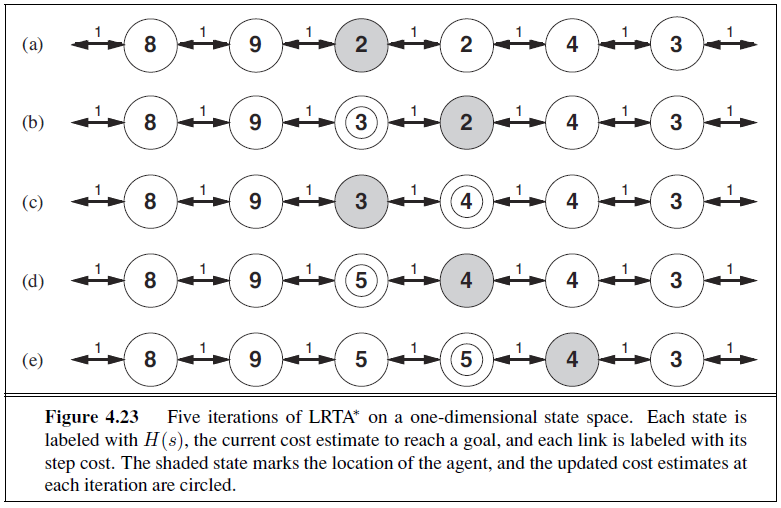 (a) 1 8 1 9 1 2 1 2 1 4 1 3 1
(b) 1 8 1 9 1 3 1 2 1 4 1 3 1
(c) 1 8 1 9 1 3 1 4 1 4 1 3 1
(d) 1 8 1 9 1 5 1 4 1 4 1 3 1
(e) 1 8 1 9 1 5 1 5 1 4 1 3 1
Figure 4.23 Five iterations of LRTA* on a one-dimensional state space. Each state is
labeled with H(s), the current cost estimate to reach a goal, and each link is labeled with its
step cost. The shaded state marks the location of the agent, and the updated cost estimates at
each iteration are circled.